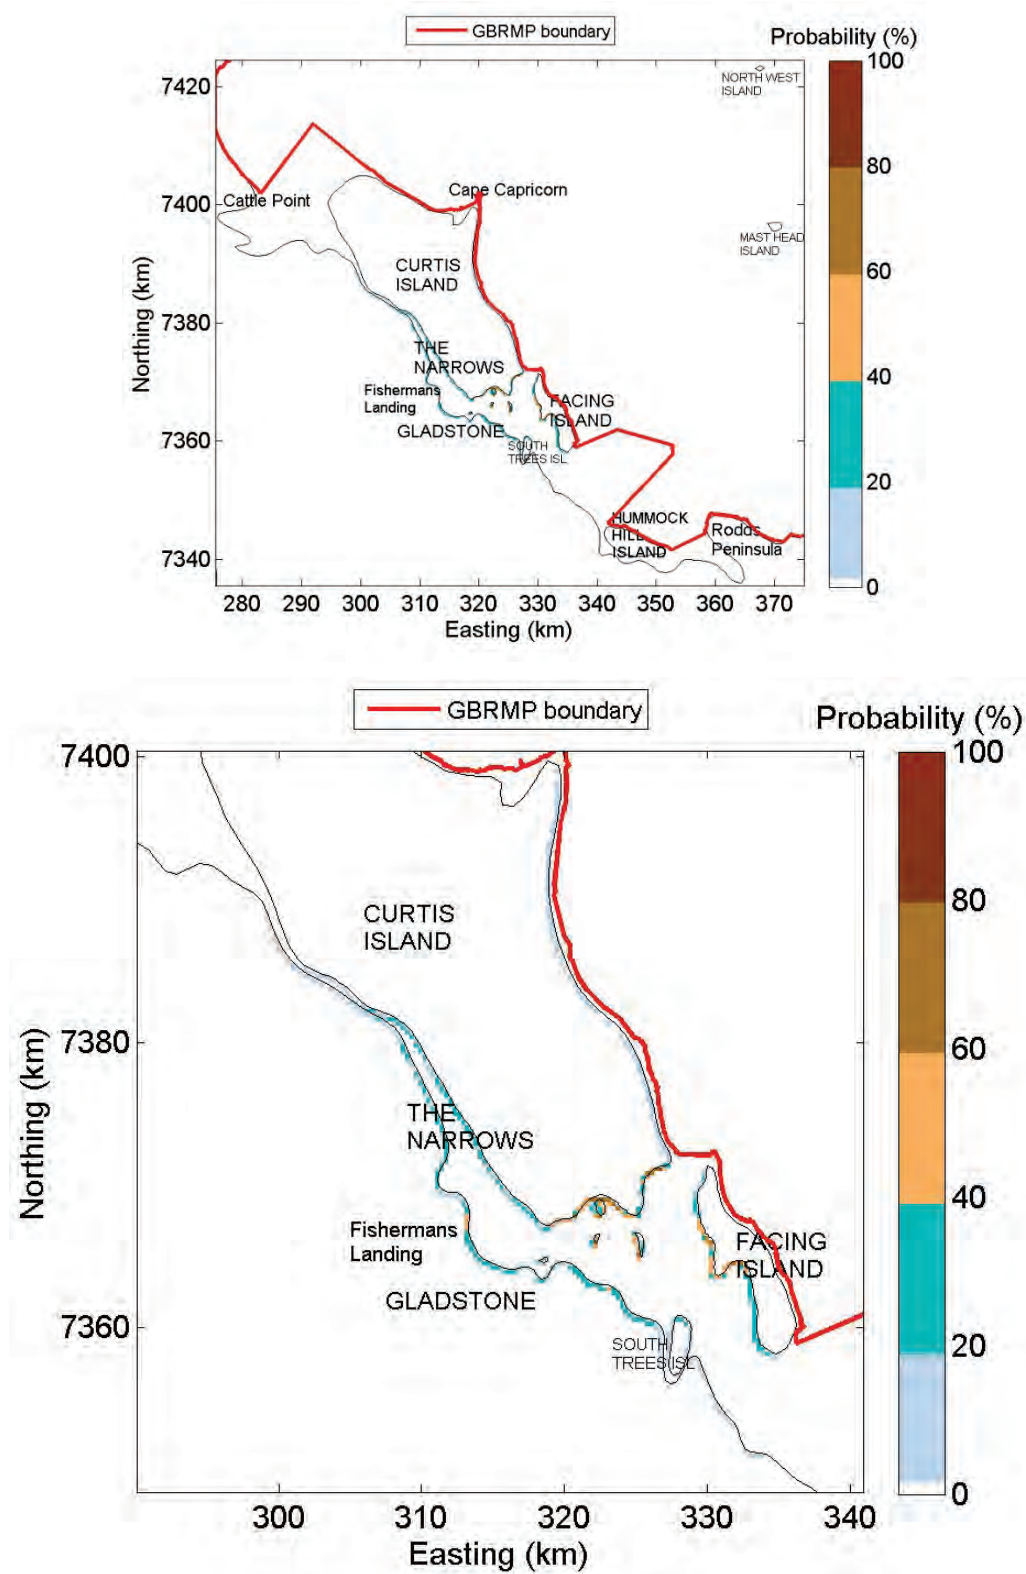 GBRMP boundary
Probability (%)
100
80
60
40
20
0
7420
7400
7380
7360
7340
Northing (km)
NORTH WEST
ISLAND
Cattle Point
Cape Capricorn
MAST HEAD
ISLAND
CURTIS
ISLAND
THE
NARROWS
Fishermans
Landing
FACING
ISLAND
GLADSTONE
SOUTH
TREES ISL
HUMMOCK
HILL
ISLAND
Rodds
Peninsula
280 290 300 310 320 330 340 350 360 370
Easting (km)
GBRMP boundary
Probability (%)
100
80
60
40
20
0
7400
7380
7360
Northing (km)
CURTIS
ISLAND
THE
NARROWS
Fishermans
Landing
FACING
ISLAND
GLADSTONE
SOUTH
TREES ISL
300 310 320 330 340
Easting (km)